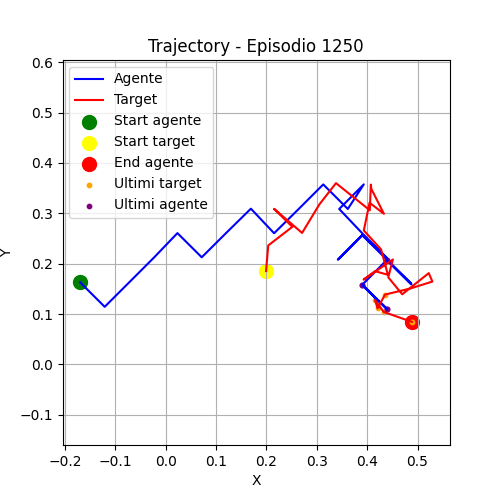 Trajectory - Episodio 1250
Agente
Target
Start agente
Start target
End agente
Ultimi target
Ultimi agente
Y
0.6
0.5
0.4
0.3
0.2
0.1
0.0
−0.1
−0.2
−0.1
0.0
0.1
0.2
0.3
0.4
0.5
X